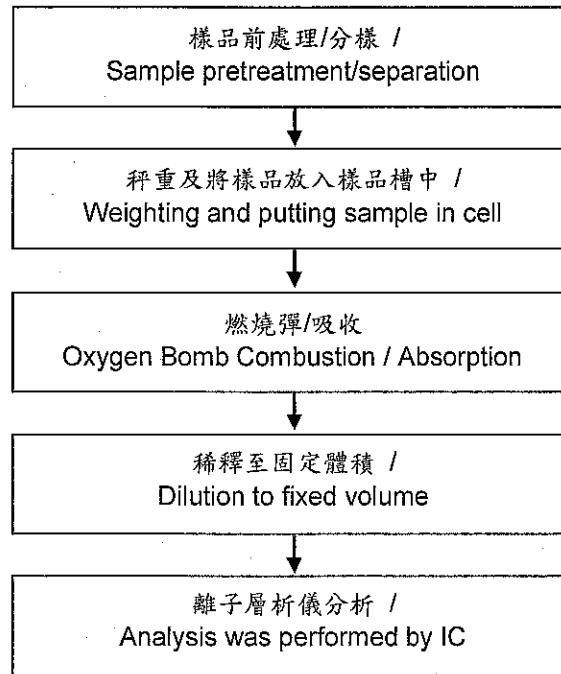 樣品前處理/分樣 /
Sample pretreatment/separation
秤重及將樣品放入樣品槽中 /
Weighting and putting sample in cell
燃燒彈/吸收
Oxygen Bomb Combustion / Absorption
稀釋至固定體積 /
Dilution to fixed volume
離子層析儀分析 /
Analysis was performed by IC